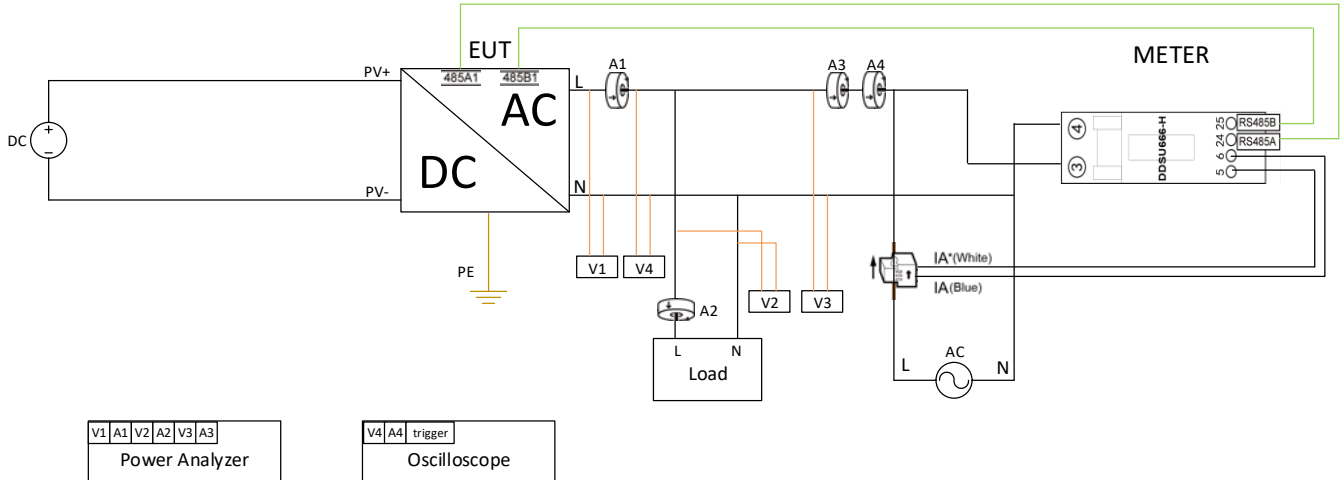 EUT
METER
PV+
485A1
485B1
L
A1
A3
A4
AC
DC
DC
+
−
PV-
N
4
3
DDSU666-H
25
24
6
5
RS485B
RS485A
PE
V1
V4
V2
V3
IA*(White)
IA(Blue)
A2
L
N
Load
L
AC
N
V1 A1 V2 A2 V3 A3
Power Analyzer
V4 A4 trigger
Oscilloscope